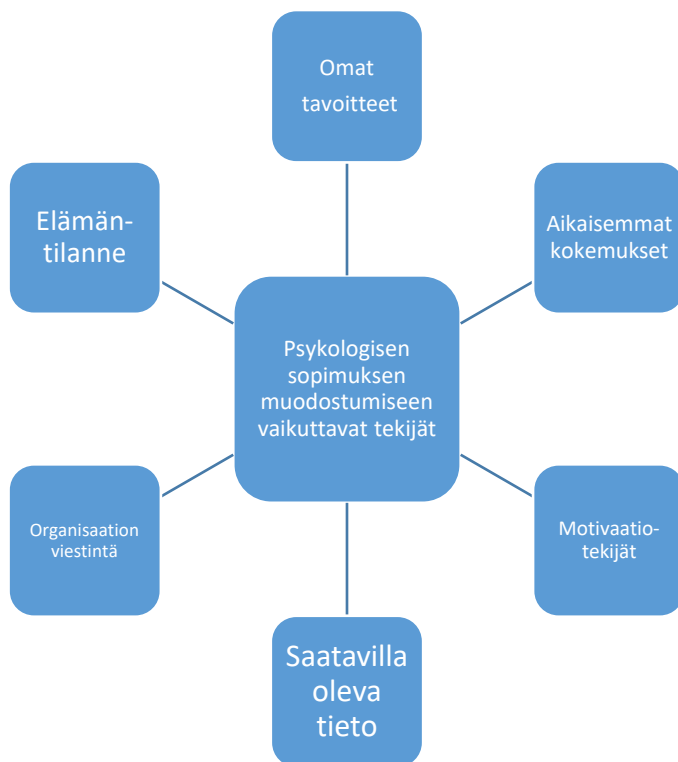 Omat
tavoitteet
Elämän-
tilanne
Aikaisemmat
kokemukset
Psykologisen
sopimuksen
muodostumiseen
vaikuttavat tekijät
Organisaation
viestintä
Motivaatio-
tekijät
Saatavilla
oleva
tieto